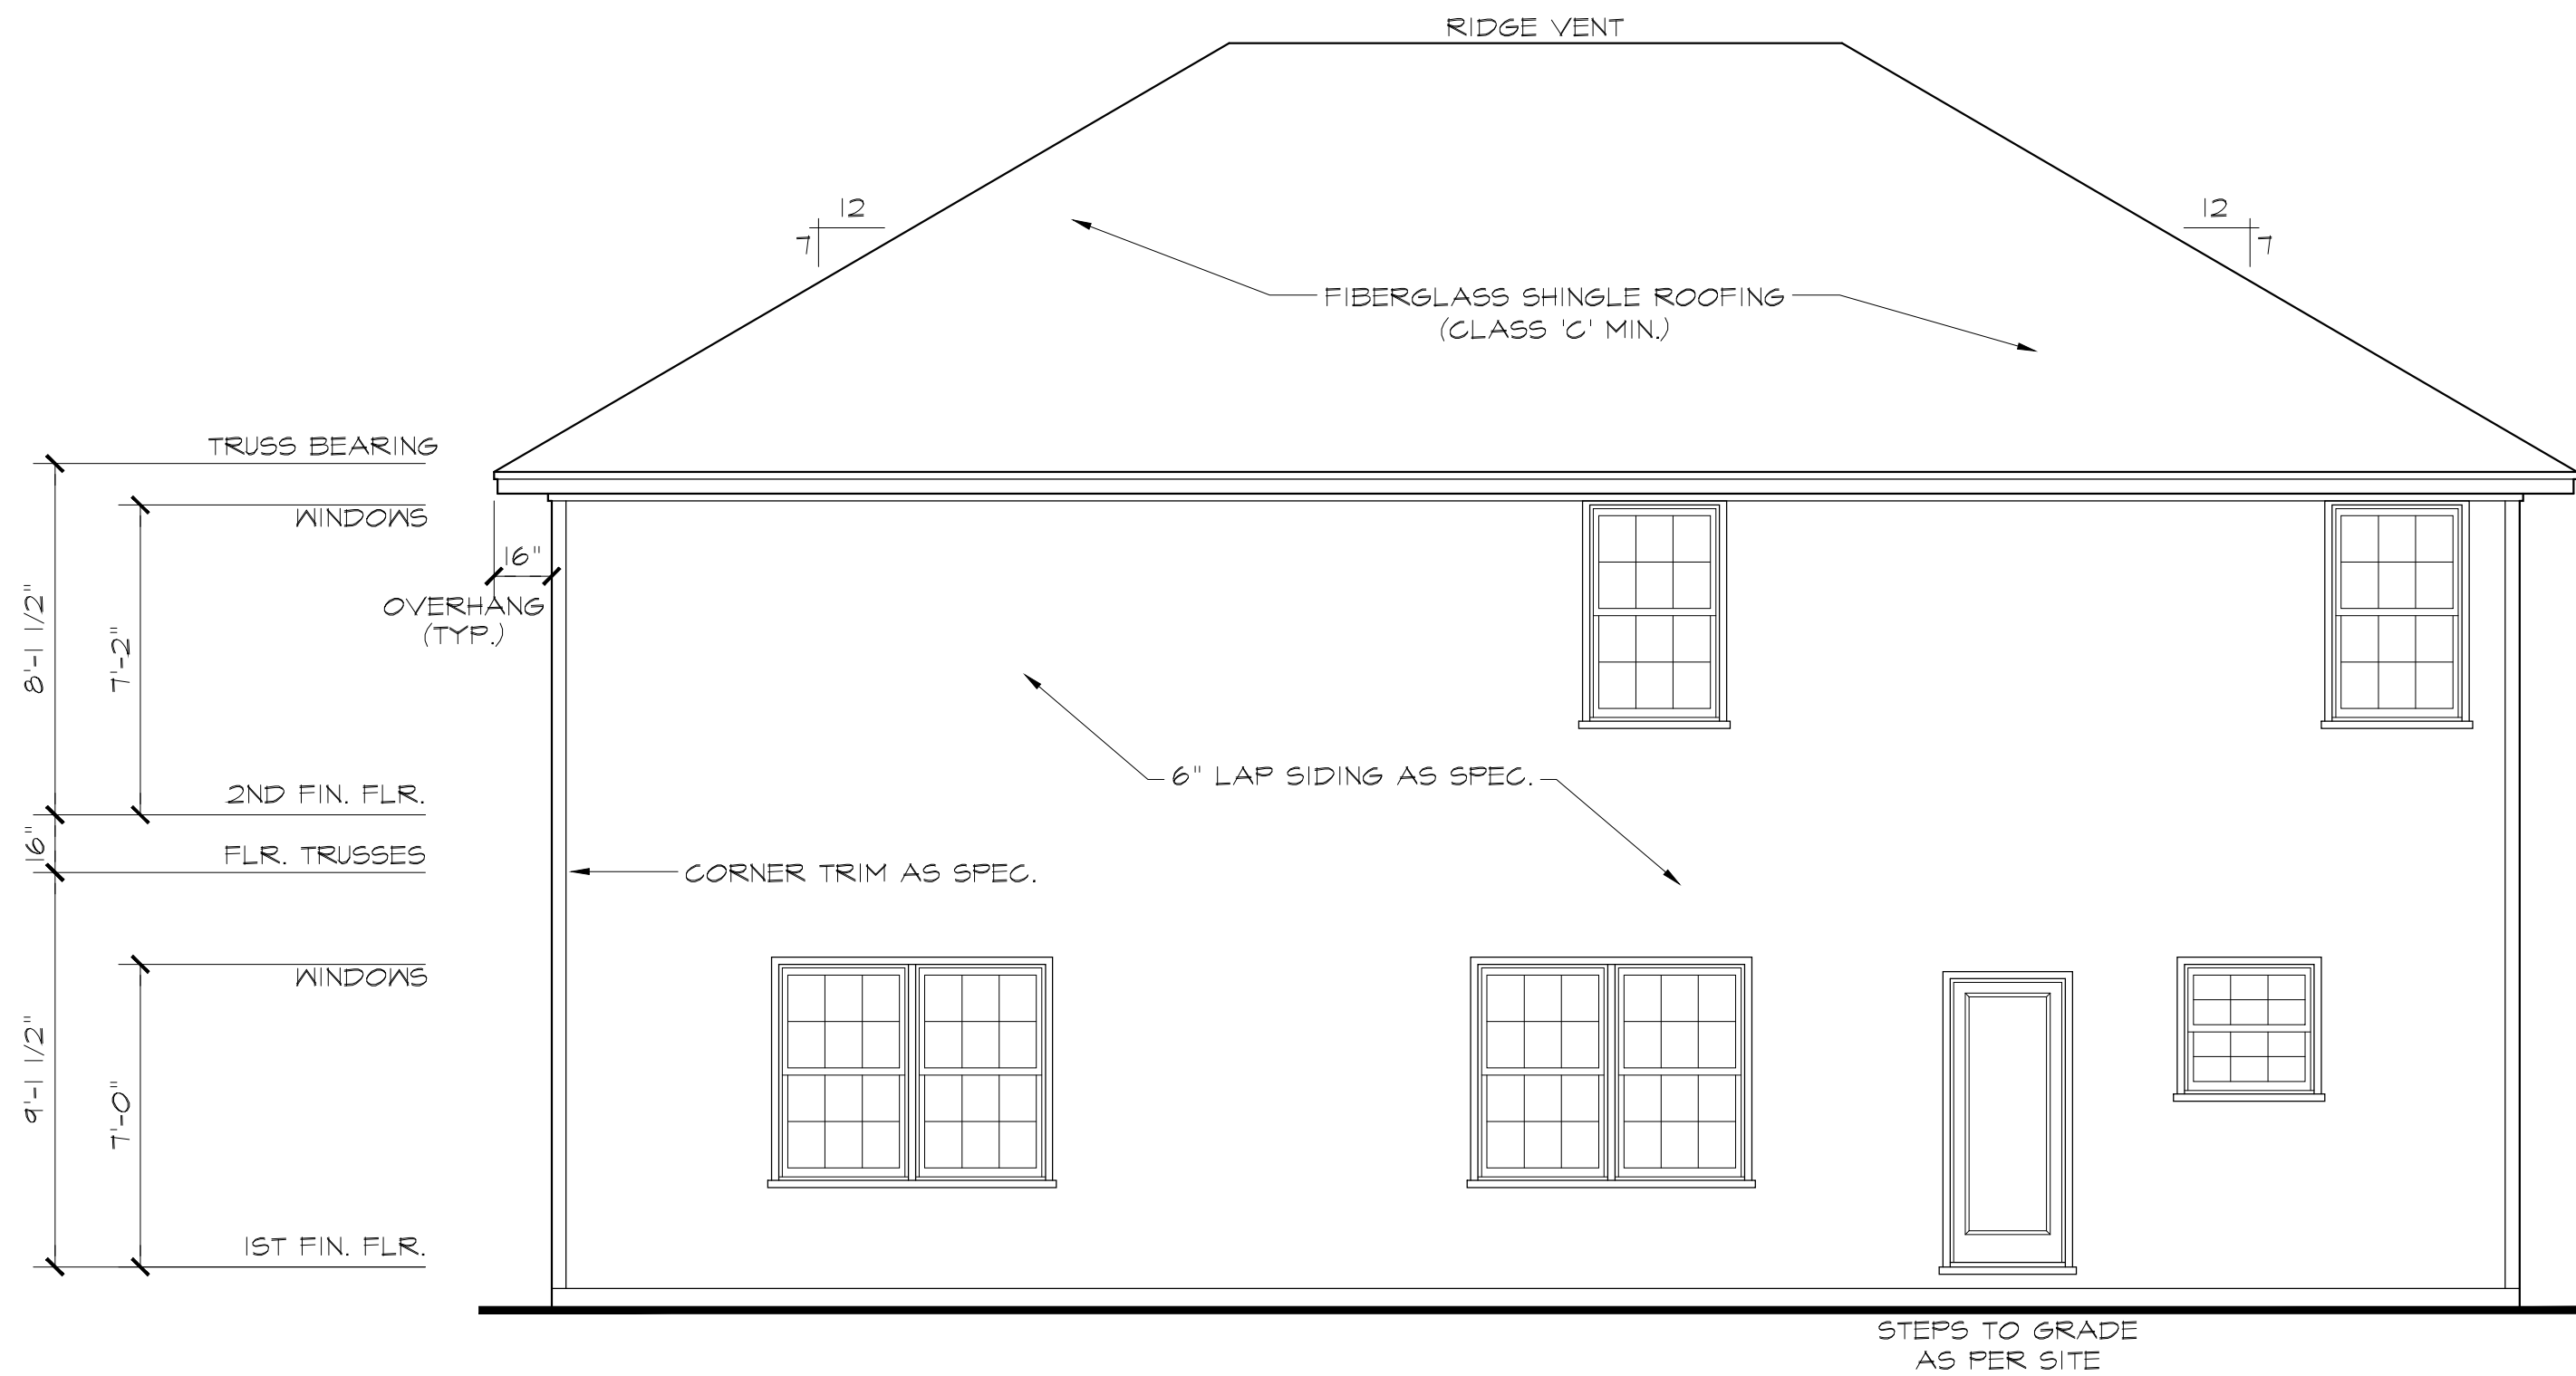 RIDGE VENT
12
7
12
7
FIBERGLASS SHINGLE ROOFING
(CLASS 'C' MIN.)
TRUSS BEARING
WINDOWS
16"
OVERHANG
(TYP.)
8'-1 1/2"
7'-2"
6" LAP SIDING AS SPEC.
2ND FIN. FLR.
16"
FLR. TRUSSES
CORNER TRIM AS SPEC.
WINDOWS
9'-1 1/2"
7'-0"
1ST FIN. FLR.
STEPS TO GRADE
AS PER SITE